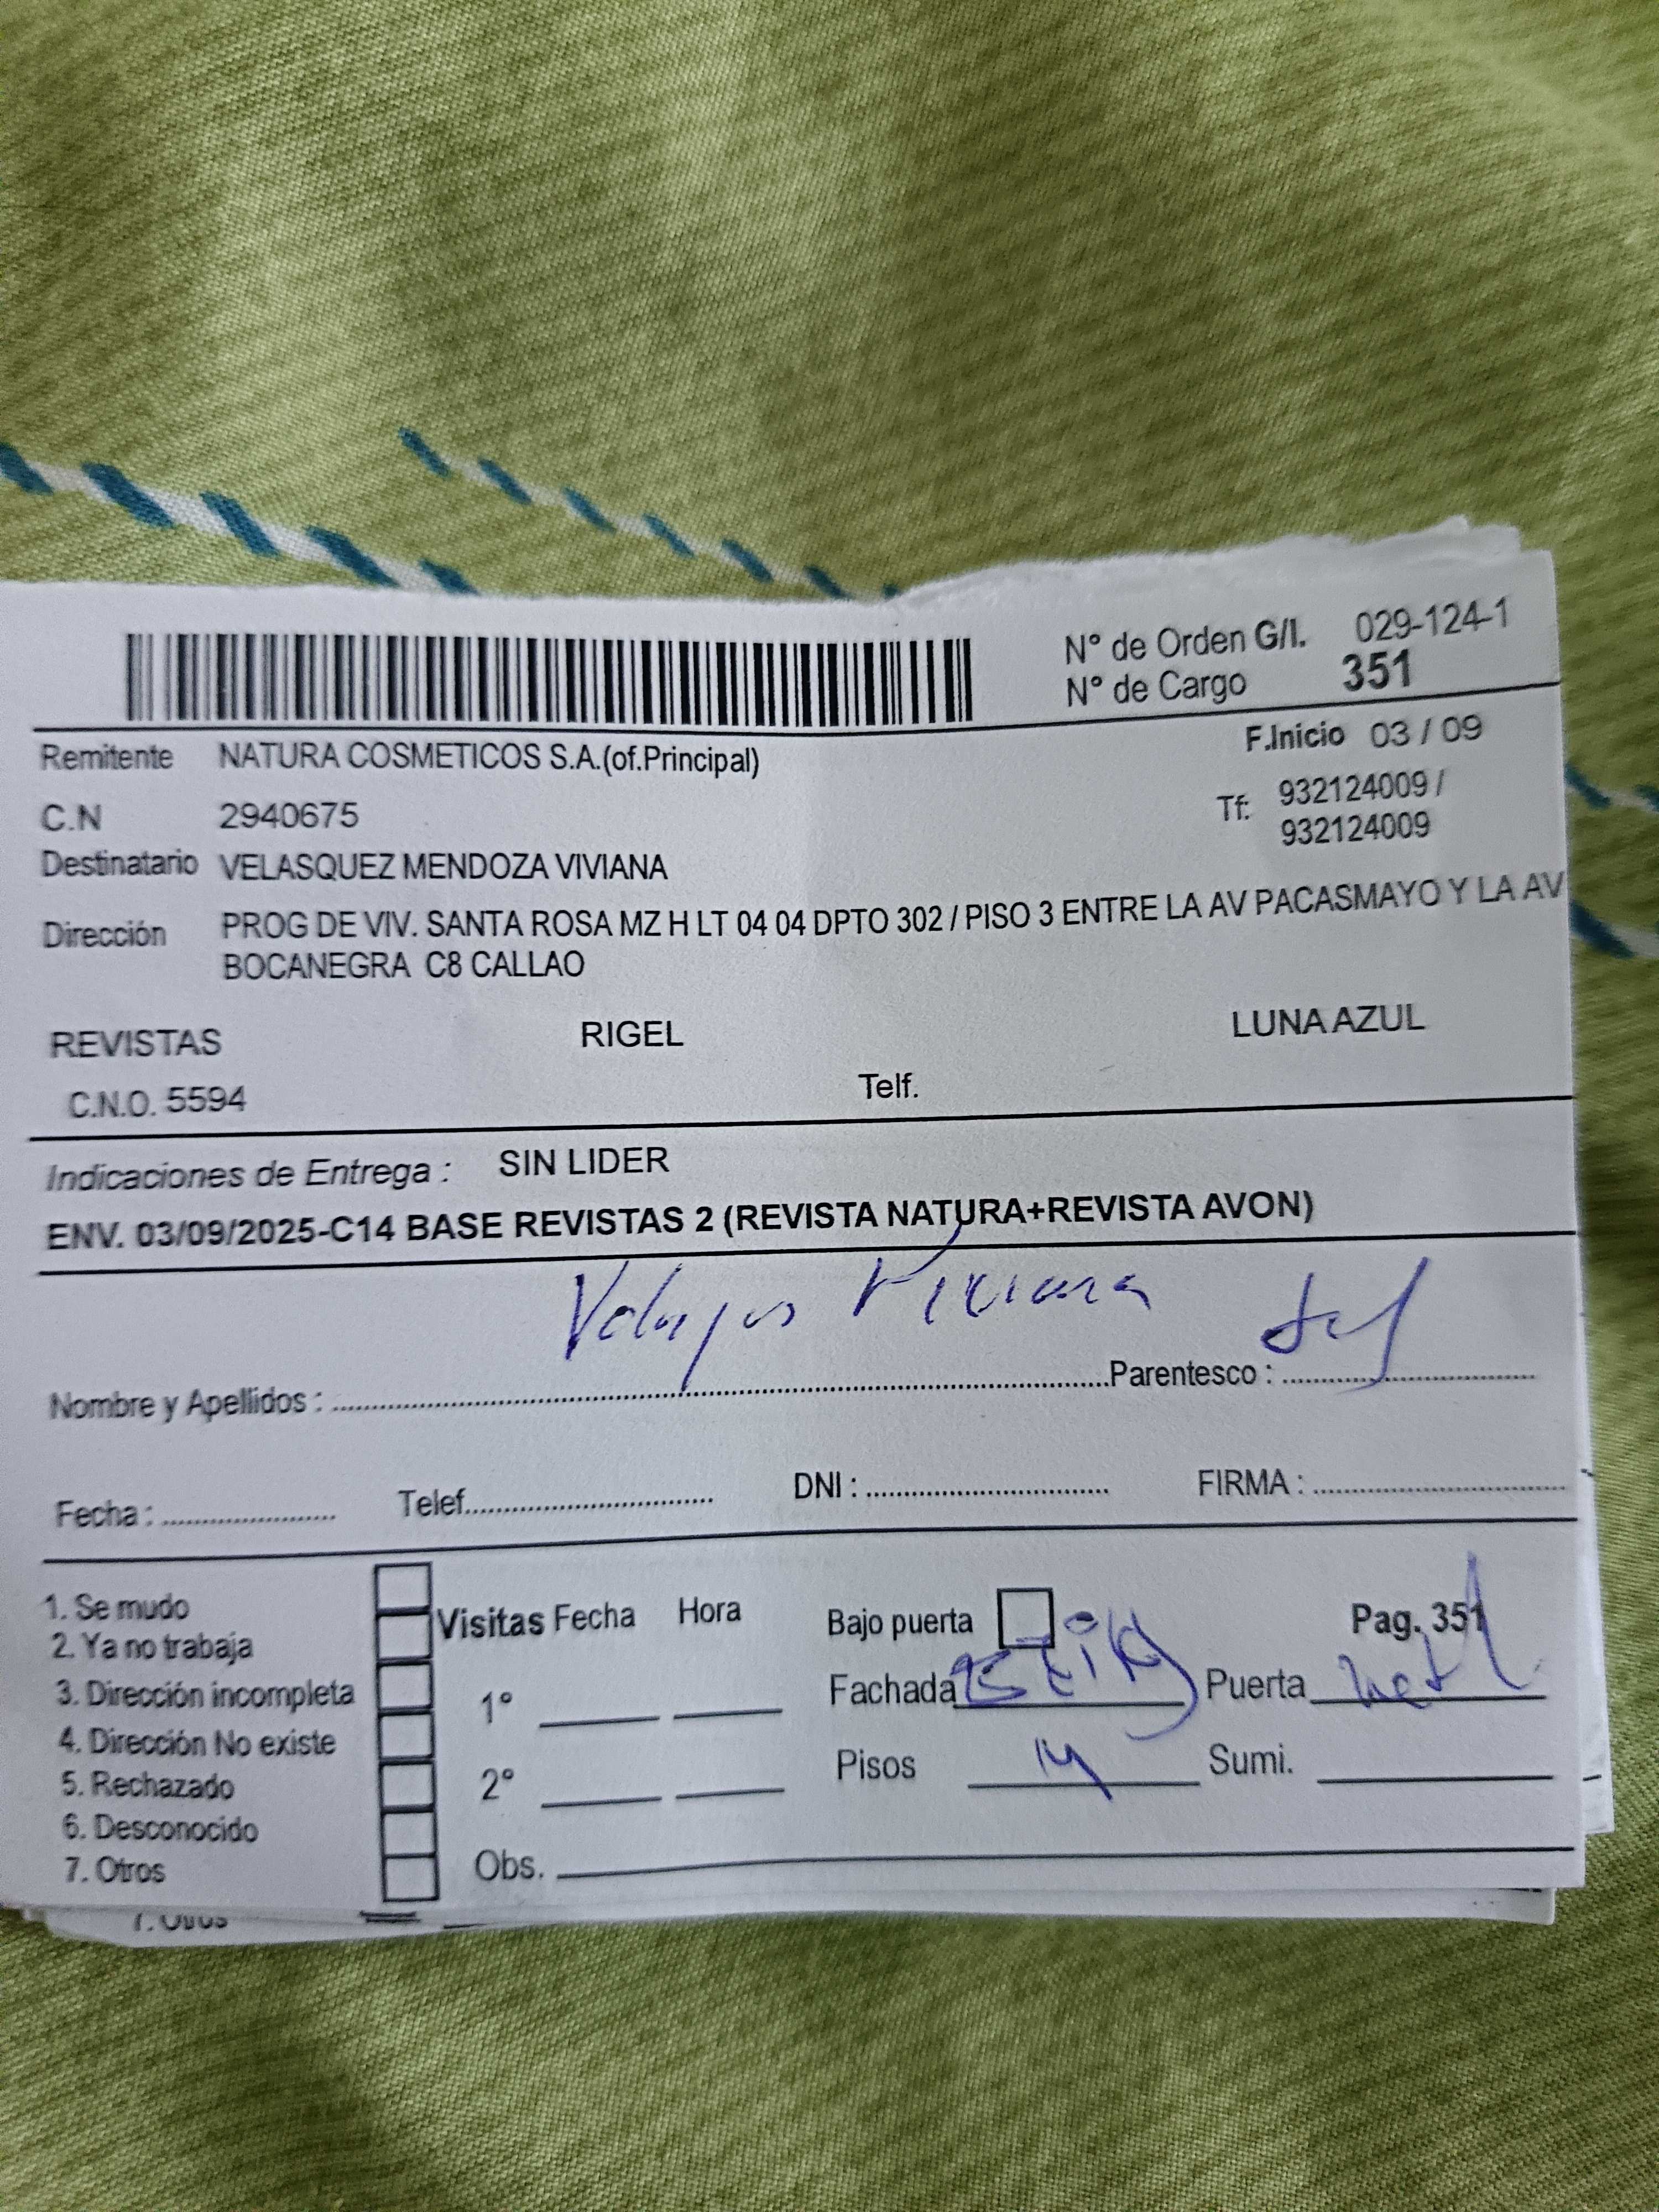 N° de Orden G/I. 029-124-1
N° de Cargo 351
Remitente NATURA COSMETICOS S.A.(of.Principal)
F.Inicio 03 / 09
C.N 2940675
Tf: 932124009 /
932124009
Destinatario VELASQUEZ MENDOZA VIVIANA
Dirección PROG DE VIV. SANTA ROSA MZ H LT 04 04 DPTO 302 / PISO 3 ENTRE LA AV PACASMAYO Y LA AV
BOCANEGRA C8 CALLAO
REVISTAS RIGEL LUNA AZUL
C.N.O. 5594 Telf.
Indicaciones de Entrega : SIN LIDER
ENV. 03/09/2025-C14 BASE REVISTAS 2 (REVISTA NATURA+REVISTA AVON)
Viviana
Nombre y Apellidos : Parentesco :
Fecha : Telef. DNI : FIRMA :
1. Se mudo
2. Ya no trabaja
3. Dirección incompleta
4. Dirección No existe
5. Rechazado
6. Desconocido
7. Otros
Visitas Fecha Hora
1°
2°
Obs.
Bajo puerta Pag. 351
Fachada Puerta
Pisos Sumi.
7. Otros